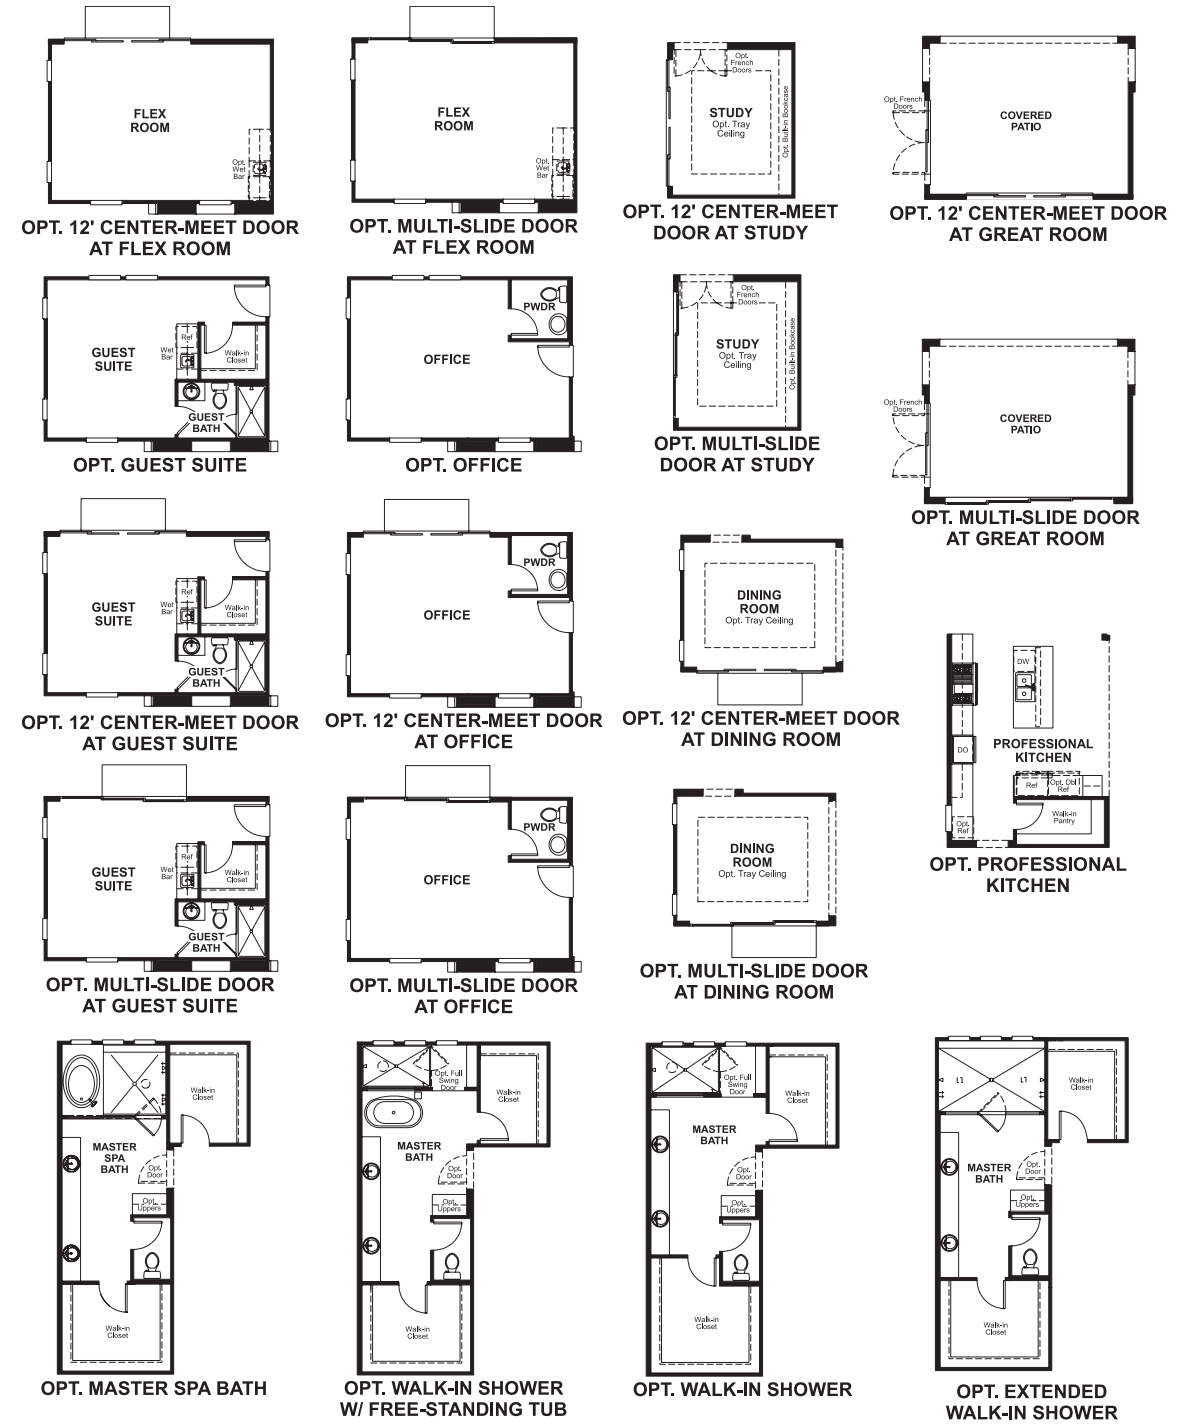 FLEX
ROOM
Opt.
Wet
Bar
OPT. 12' CENTER-MEET DOOR
AT FLEX ROOM
FLEX
ROOM
Opt.
Wet
Bar
OPT. MULTI-SLIDE DOOR
AT FLEX ROOM
Opt.
French
Doors
STUDY
Opt. Tray
Ceiling
Opt. Built-in Bookcase
OPT. 12' CENTER-MEET
DOOR AT STUDY
Opt. French
Doors
COVERED
PATIO
OPT. 12' CENTER-MEET DOOR
AT GREAT ROOM
GUEST
SUITE
Wet
Bar
Ref
Walk-in
Closet
GUEST
BATH
OPT. GUEST SUITE
PWDR
OFFICE
OPT. OFFICE
Opt.
French
Doors
STUDY
Opt. Tray
Ceiling
Opt. Built-in Bookcase
OPT. MULTI-SLIDE
DOOR AT STUDY
Opt. French
Doors
COVERED
PATIO
OPT. MULTI-SLIDE DOOR
AT GREAT ROOM
GUEST
SUITE
Wet
Bar
Ref
Walk-in
Closet
GUEST
BATH
OPT. 12' CENTER-MEET DOOR
AT GUEST SUITE
PWDR
OFFICE
OPT. 12' CENTER-MEET DOOR
AT OFFICE
DINING
ROOM
Opt. Tray Ceiling
OPT. 12' CENTER-MEET DOOR
AT DINING ROOM
DW
DO
PROFESSIONAL
KITCHEN
Ref
Opt. Dbl
Ref
Walk-in
Pantry
Opt.
Ref
OPT. PROFESSIONAL
KITCHEN
GUEST
SUITE
Wet
Bar
Ref
Walk-in
Closet
GUEST
BATH
OPT. MULTI-SLIDE DOOR
AT GUEST SUITE
PWDR
OFFICE
OPT. MULTI-SLIDE DOOR
AT OFFICE
DINING
ROOM
Opt. Tray Ceiling
OPT. MULTI-SLIDE DOOR
AT DINING ROOM
Walk-in
Closet
MASTER
SPA
BATH
Opt.
Door
Opt.
Uppers
Walk-in
Closet
OPT. MASTER SPA BATH
Opt. Full
Swing
Door
Walk-in
Closet
MASTER
BATH
Opt.
Door
Opt.
Uppers
Walk-in
Closet
OPT. WALK-IN SHOWER
W/ FREE-STANDING TUB
Opt. Full
Swing
Door
Walk-in
Closet
MASTER
BATH
Opt.
Door
Opt.
Uppers
Walk-in
Closet
OPT. WALK-IN SHOWER
Walk-in
Closet
MASTER
BATH
Opt.
Door
Opt.
Uppers
Walk-in
Closet
OPT. EXTENDED
WALK-IN SHOWER